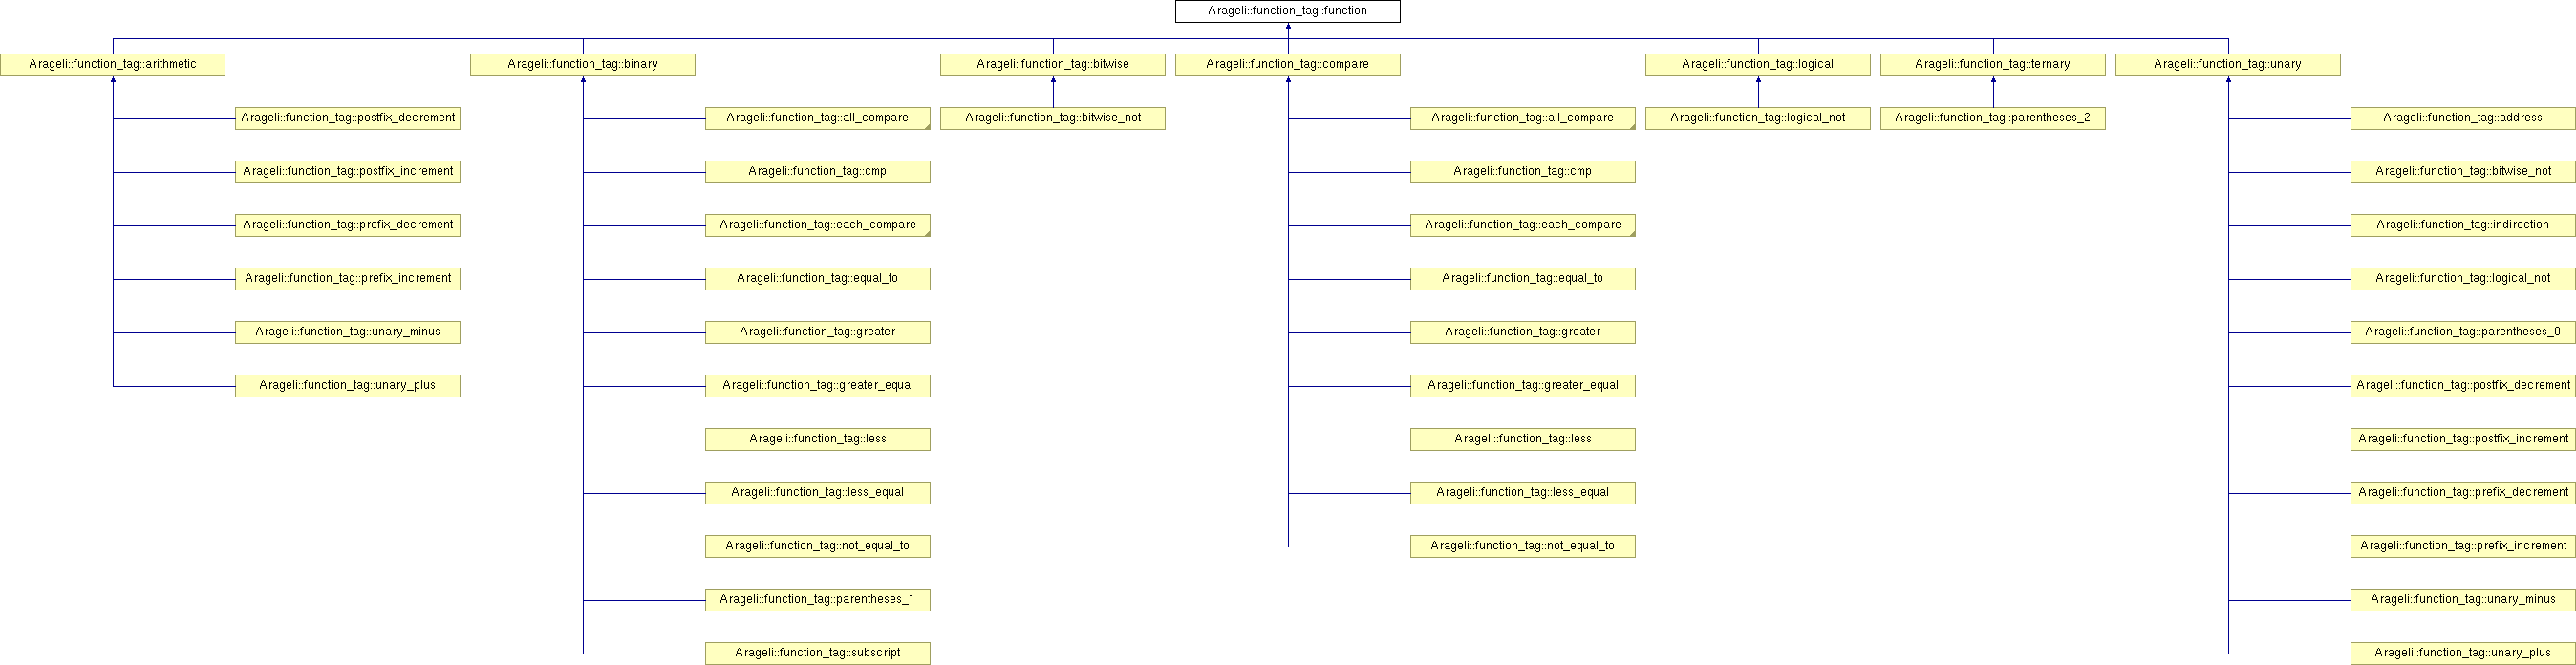 Arageli::function_tag::function
Arageli::function_tag::arithmetic
Arageli::function_tag::binary
Arageli::function_tag::bitwise
Arageli::function_tag::compare
Arageli::function_tag::logical
Arageli::function_tag::ternary
Arageli::function_tag::unary
Arageli::function_tag::postfix_decrement
Arageli::function_tag::all_compare
Arageli::function_tag::bitwise_not
Arageli::function_tag::all_compare
Arageli::function_tag::logical_not
Arageli::function_tag::parentheses_2
Arageli::function_tag::address
Arageli::function_tag::postfix_increment
Arageli::function_tag::cmp
Arageli::function_tag::cmp
Arageli::function_tag::bitwise_not
Arageli::function_tag::prefix_decrement
Arageli::function_tag::each_compare
Arageli::function_tag::each_compare
Arageli::function_tag::indirection
Arageli::function_tag::prefix_increment
Arageli::function_tag::equal_to
Arageli::function_tag::equal_to
Arageli::function_tag::logical_not
Arageli::function_tag::unary_minus
Arageli::function_tag::greater
Arageli::function_tag::greater
Arageli::function_tag::parentheses_0
Arageli::function_tag::unary_plus
Arageli::function_tag::greater_equal
Arageli::function_tag::greater_equal
Arageli::function_tag::postfix_decrement
Arageli::function_tag::less
Arageli::function_tag::less
Arageli::function_tag::postfix_increment
Arageli::function_tag::less_equal
Arageli::function_tag::less_equal
Arageli::function_tag::prefix_decrement
Arageli::function_tag::not_equal_to
Arageli::function_tag::not_equal_to
Arageli::function_tag::prefix_increment
Arageli::function_tag::parentheses_1
Arageli::function_tag::unary_minus
Arageli::function_tag::subscript
Arageli::function_tag::unary_plus